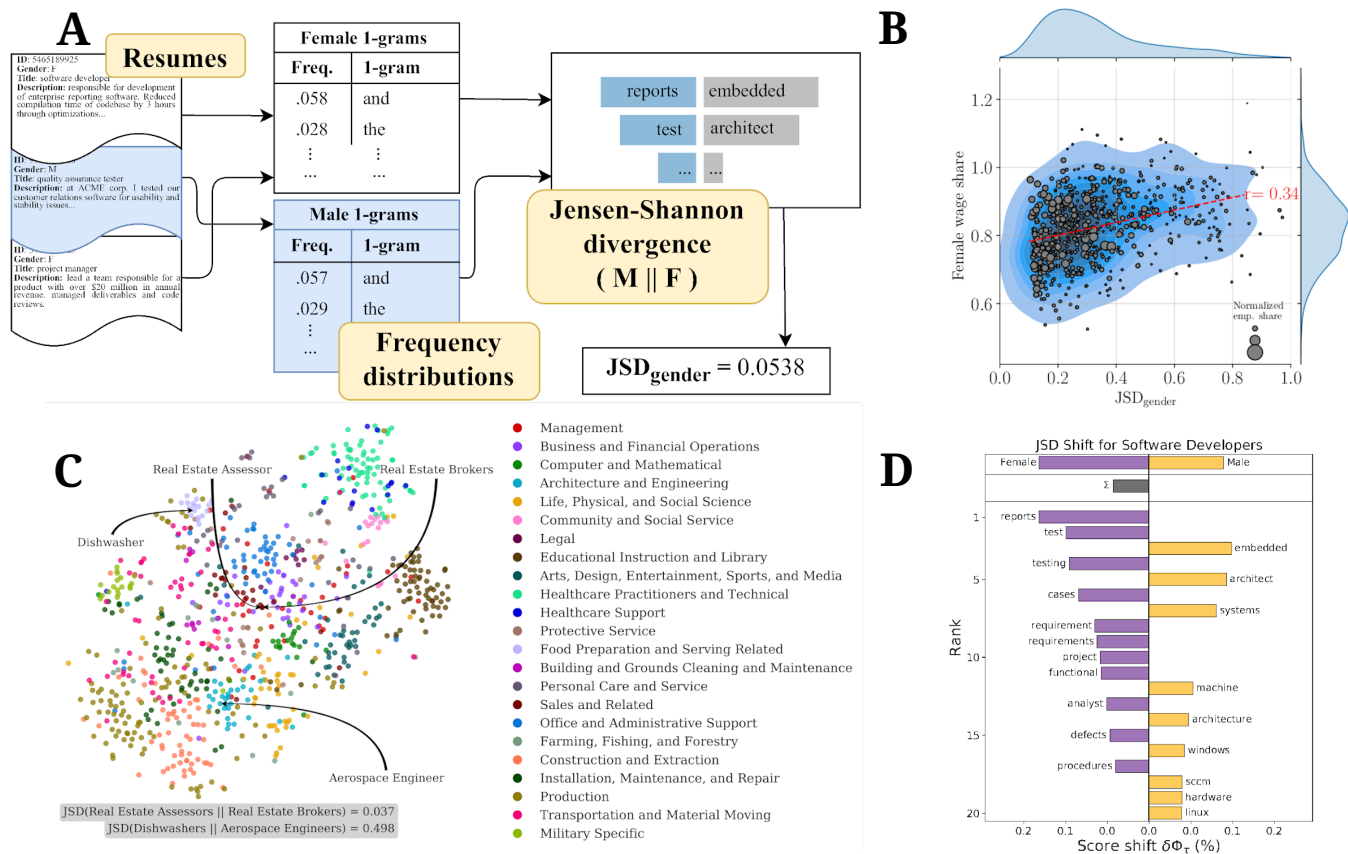 A
Resumes
ID: 5465189925
Gender: F
Title: software developer
Description: responsible for development
of enterprise reporting software. Reduced
compilation time of codebase by 3 hours
through optimizations...
Gender: M
Title: quality assurance tester
Description: at ACME corp. I tested our
customer relations software for usability and
stability issues...
Gender: F
Title: project manager
Description: lead a team responsible for a
product with over $20 million in annual
revenue. managed deliverables and code
reviews.
Female 1-grams
Freq. 1-gram
.058 and
.028 the
⋮ ⋮
... ...
Male 1-grams
Freq. 1-gram
.057 and
.029 the
⋮
...
Frequency
distributions
reports embedded
test architect
... ...
Jensen-Shannon
divergence
( M || F )
JSDgender = 0.0538
B
Female wage share
1.2
1.0
0.8
0.6
r= 0.34
Normalized
emp. share
0.0 0.2 0.4 0.6 0.8 1.0
JSDgender
C
Real Estate Assessor
Real Estate Brokers
Dishwasher
Aerospace Engineer
JSD(Real Estate Assessors || Real Estate Brokers) = 0.037
JSD(Dishwashers || Aerospace Engineers) = 0.498
Management
Business and Financial Operations
Computer and Mathematical
Architecture and Engineering
Life, Physical, and Social Science
Community and Social Service
Legal
Educational Instruction and Library
Arts, Design, Entertainment, Sports, and Media
Healthcare Practitioners and Technical
Healthcare Support
Protective Service
Food Preparation and Serving Related
Building and Grounds Cleaning and Maintenance
Personal Care and Service
Sales and Related
Office and Administrative Support
Farming, Fishing, and Forestry
Construction and Extraction
Installation, Maintenance, and Repair
Production
Transportation and Material Moving
Military Specific
D
JSD Shift for Software Developers
Female Male
Σ
Rank
1
5
10
15
20
reports
test
embedded
testing
architect
cases
systems
requirement
requirements
project
functional
machine
analyst
architecture
defects
windows
procedures
sccm
hardware
linux
0.2 0.1 0.0 0.0 0.0 0.1 0.2
Score shift δΦτ (%)